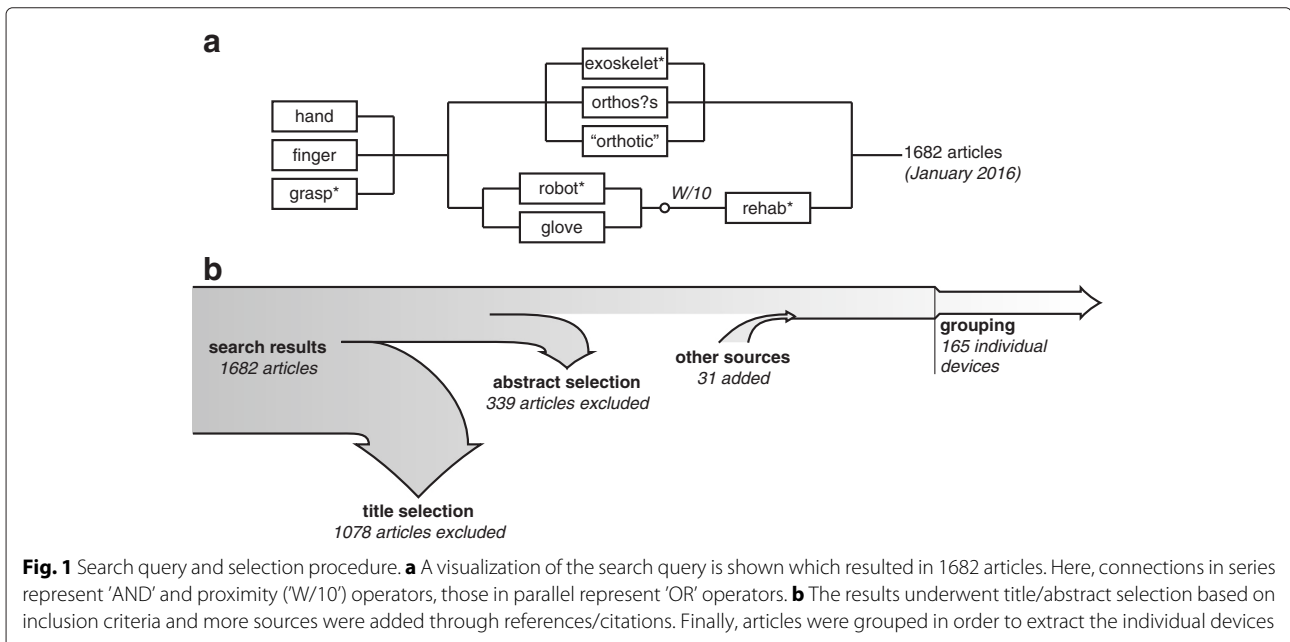 a
hand
finger
grasp*
exoskelet*
orthos?s
“orthotic”
robot*
glove
W/10
rehab*
1682 articles
(January 2016)
b
search results
1682 articles
title selection
1078 articles excluded
abstract selection
339 articles excluded
other sources
31 added
grouping
165 individual
devices
Fig. 1 Search query and selection procedure. a A visualization of the search query is shown which resulted in 1682 articles. Here, connections in series
represent ’AND’ and proximity (’W/10’) operators, those in parallel represent ’OR’ operators. b The results underwent title/abstract selection based on
inclusion criteria and more sources were added through references/citations. Finally, articles were grouped in order to extract the individual devices